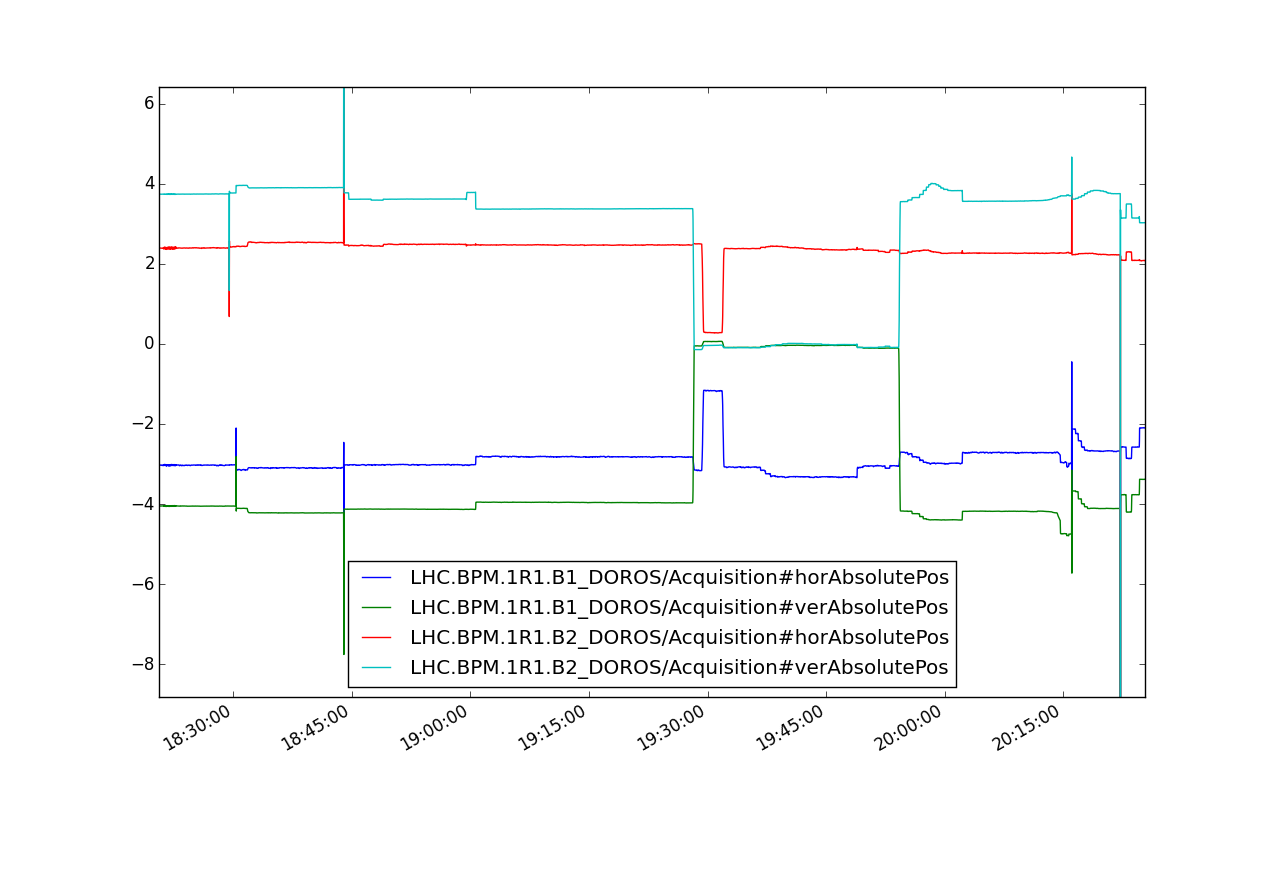 6
4
2
0
−2
−4
−6
−8
LHC.BPM.1R1.B1_DOROS/Acquisition#horAbsolutePos
LHC.BPM.1R1.B1_DOROS/Acquisition#verAbsolutePos
LHC.BPM.1R1.B2_DOROS/Acquisition#horAbsolutePos
LHC.BPM.1R1.B2_DOROS/Acquisition#verAbsolutePos
18:30:00 18:45:00 19:00:00 19:15:00 19:30:00 19:45:00 20:00:00 20:15:00